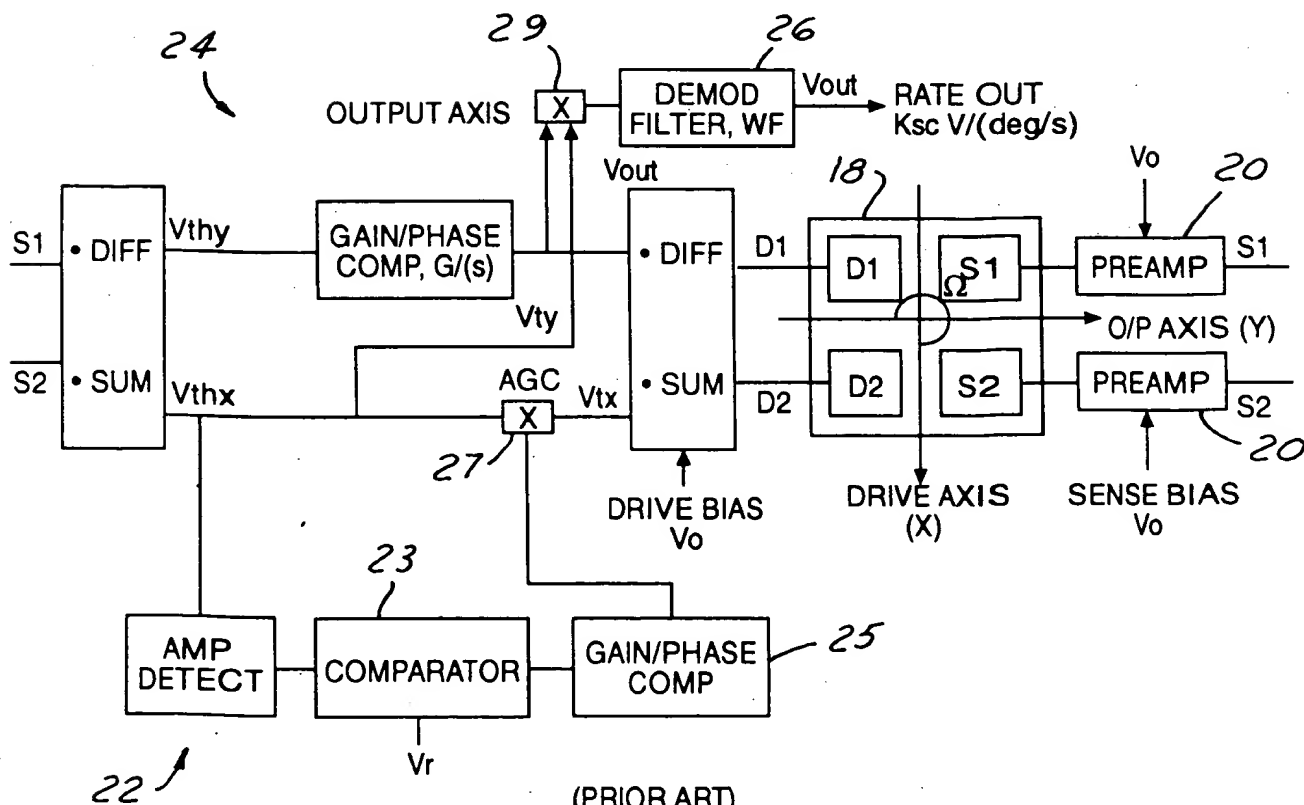 24
29
26
OUTPUT AXIS
X
DEMOD
FILTER, WF
Vout
RATE OUT
Ksc V/(deg/s)
S1
• DIFF
Vthy
GAIN/PHASE
COMP, G/(s)
Vout
• DIFF
D1
18
D1
S1
Ω
Vo
20
PREAMP
S1
Vty
O/P AXIS (Y)
S2
• SUM
Vthx
AGC
X
Vtx
27
• SUM
D2
D2
S2
PREAMP
S2
20
DRIVE BIAS
Vo
DRIVE AXIS
(X)
SENSE BIAS
Vo
23
AMP
DETECT
COMPARATOR
GAIN/PHASE
COMP
25
Vr
22
(PRIOR ART)